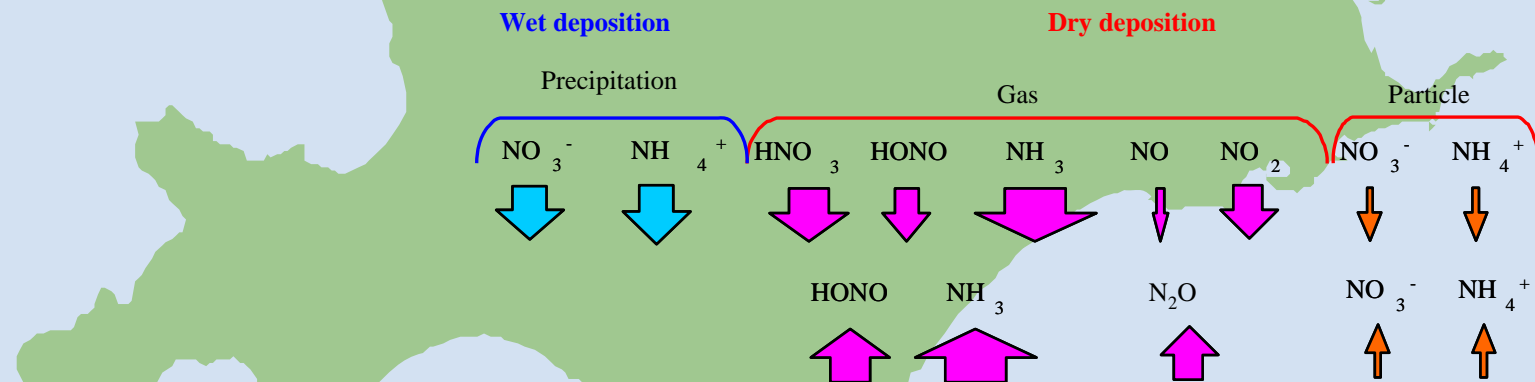 Wet deposition Dry deposition
Precipitation Gas Particle
NO₃⁻ NH₄⁺ HNO₃ HONO NH₃ NO NO₂ NO₃⁻ NH₄⁺
HONO NH₃ N₂O NO₃⁻ NH₄⁺